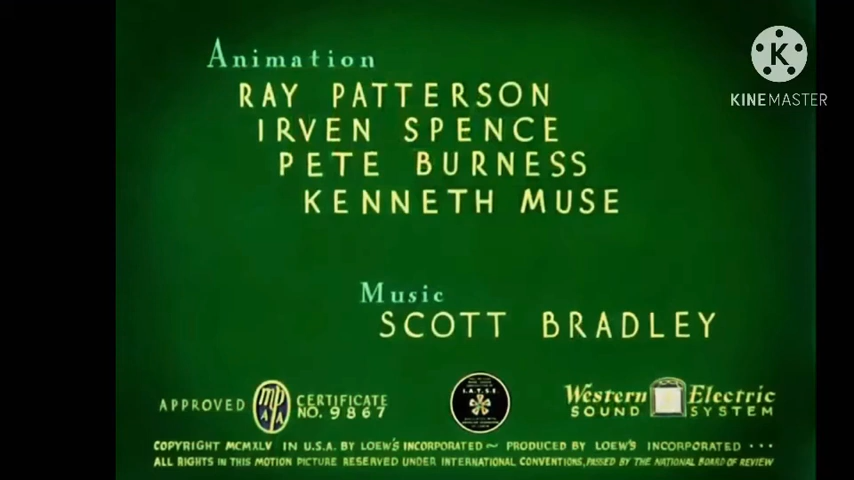 Animation
RAY PATTERSON
IRVEN SPENCE
PETE BURNESS
KENNETH MUSE
Music
SCOTT BRADLEY
K
KINEMASTER
APPROVED MPAA CERTIFICATE NO. 9867
I.A.T.S.E.
Western Electric
SOUND SYSTEM
COPYRIGHT MCMXLV IN U.S.A. BY LOEW'S INCORPORATED ~ PRODUCED BY LOEW'S INCORPORATED •••
ALL RIGHTS IN THIS MOTION PICTURE RESERVED UNDER INTERNATIONAL CONVENTIONS, PASSED BY THE NATIONAL BOARD OF REVIEW